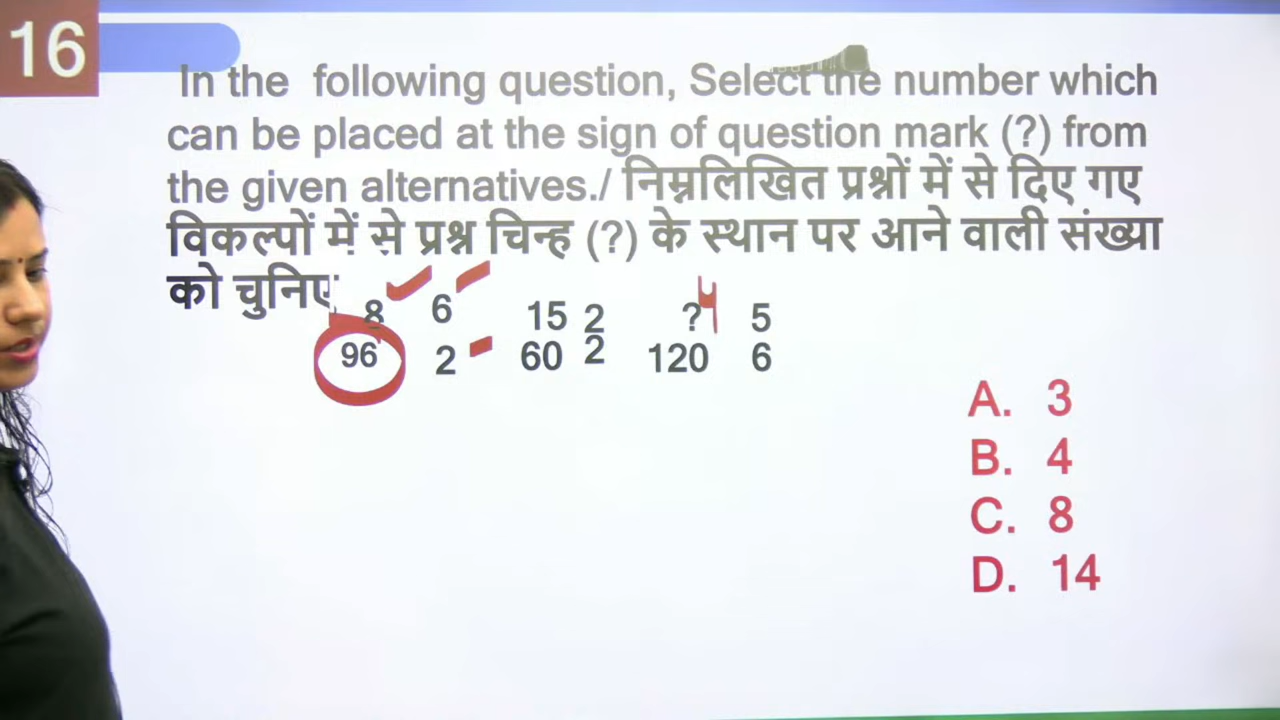 16
In the following question, Select the number which
can be placed at the sign of question mark (?) from
the given alternatives./ निम्नलिखित प्रश्नों में से दिए गए
विकल्पों में से प्रश्न चिन्ह (?) के स्थान पर आने वाली संख्या
को चुनिए
8 6 15 2 ? 4 5
96 2 60 2 120 6
A. 3
B. 4
C. 8
D. 14